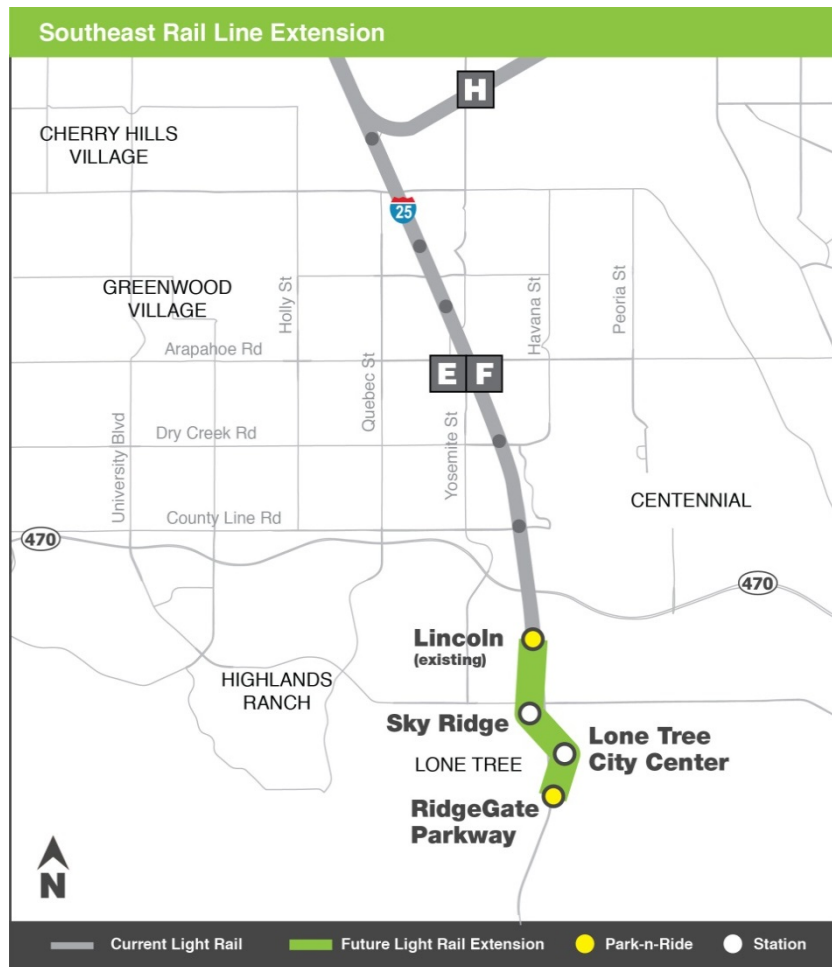 Southeast Rail Line Extension
H
CHERRY HILLS
VILLAGE
25
GREENWOOD
VILLAGE
Holly St
Havana St
Peoria St
Arapahoe Rd
Quebec St
E F
Dry Creek Rd
University Blvd
Yosemite St
CENTENNIAL
County Line Rd
470
470
Lincoln
(existing)
HIGHLANDS
RANCH
Sky Ridge
Lone Tree
City Center
LONE TREE
RidgeGate
Parkway
N
Current Light Rail
Future Light Rail Extension
Park-n-Ride
Station